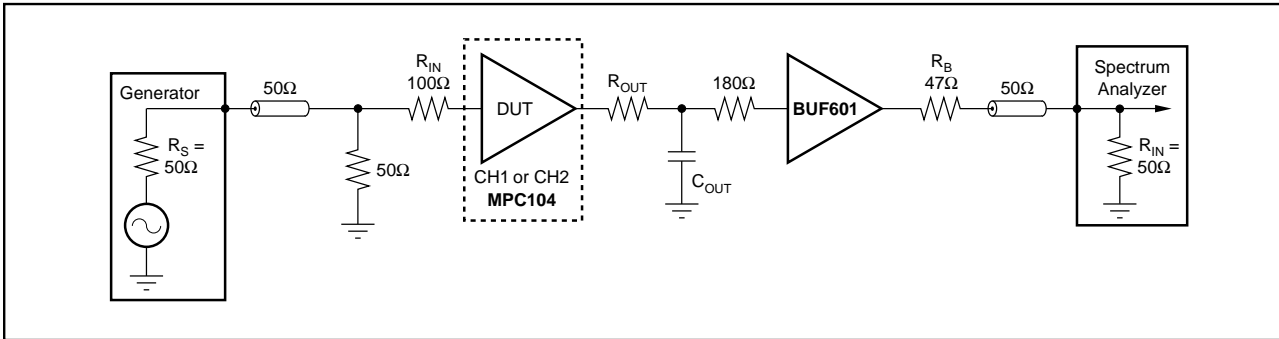 Generator
R_S =
50Ω
50Ω
50Ω
R_IN
100Ω
DUT
CH1 or CH2
MPC104
R_OUT
C_OUT
180Ω
BUF601
R_B
47Ω
50Ω
Spectrum
Analyzer
R_IN =
50Ω